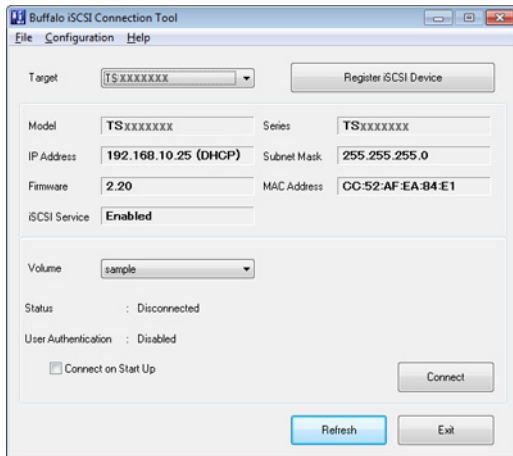 Buffalo iSCSI Connection Tool
File Configuration Help
Target TSXXXXXXX Register iSCSI Device
Model TSxxxxxxx Series TSxxxxxxx
IP Address 192.168.10.25 (DHCP) Subnet Mask 255.255.255.0
Firmware 2.20 MAC Address CC:52:AF:EA:84:E1
iSCSI Service Enabled
Volume sample
Status : Disconnected
User Authentication : Disabled
Connect on Start Up
Connect
Refresh Exit